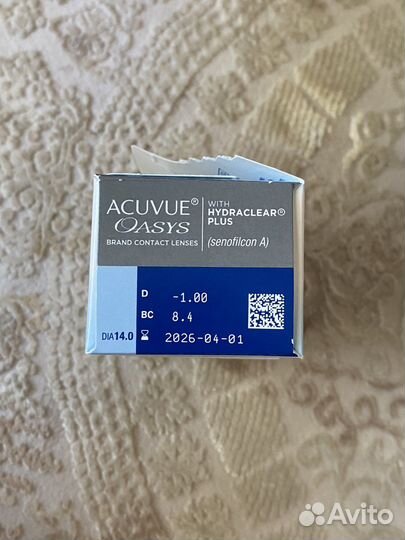 ACUVUE®
OASYS
BRAND CONTACT LENSES
WITH
HYDRACLEAR®
PLUS
(senofilcon A)
D -1.00
BC 8.4
DIA14.0 2026-04-01
Avito